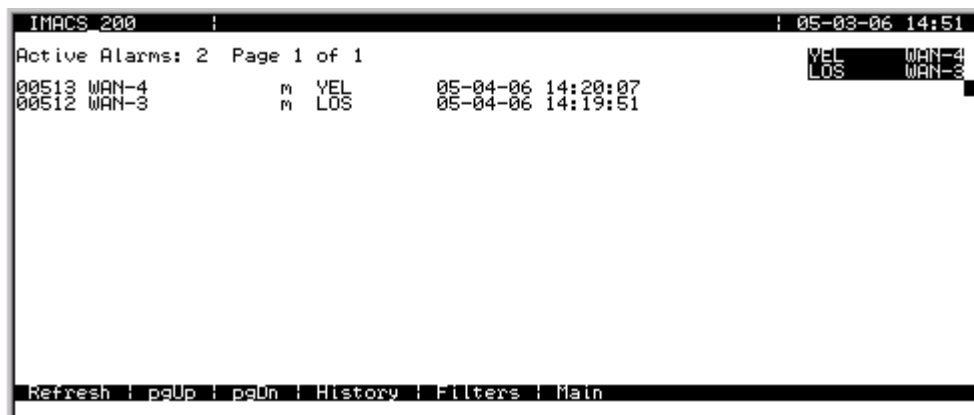 IMACS_200 ¦ ¦ 05-03-06 14:51
Active Alarms: 2 Page 1 of 1 YEL WAN-4
LOS WAN-3
00513 WAN-4 m YEL 05-04-06 14:20:07
00512 WAN-3 m LOS 05-04-06 14:19:51
Refresh ¦ pgUp ¦ pgDn ¦ History ¦ Filters ¦ Main